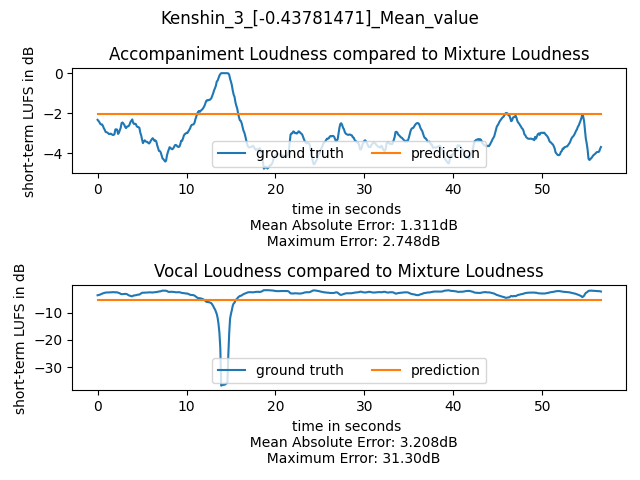 Kenshin_3_[-0.43781471]_Mean_value
Accompaniment Loudness compared to Mixture Loudness
short-term LUFS in dB
0
−2
−4
ground truth
prediction
0 10 20 30 40 50
time in seconds
Mean Absolute Error: 1.311dB
Maximum Error: 2.748dB
Vocal Loudness compared to Mixture Loudness
short-term LUFS in dB
−10
−20
−30
ground truth
prediction
0 10 20 30 40 50
time in seconds
Mean Absolute Error: 3.208dB
Maximum Error: 31.30dB